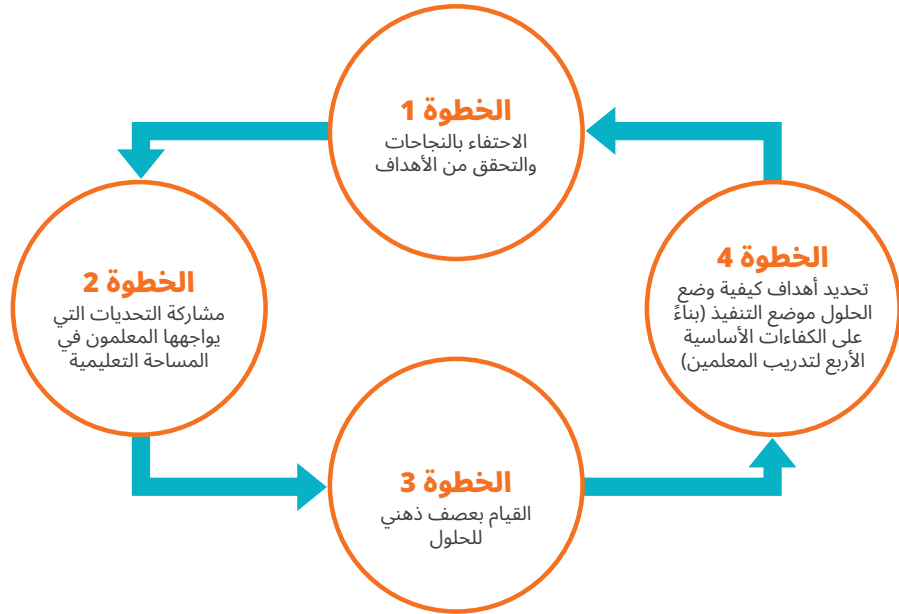 الخطوة 1
الاحتفاء بالنجاحات
والتحقق من الأهداف
الخطوة 2
مشاركة التحديات التي
يواجهها المعلمون في
المساحة التعليمية
الخطوة 3
القيام بعصف ذهني
للحلول
الخطوة 4
تحديد أهداف كيفية وضع
الحلول موضع التنفيذ (بناءً
على الكفاءات الأساسية
الأربع لتدريب المعلمين)